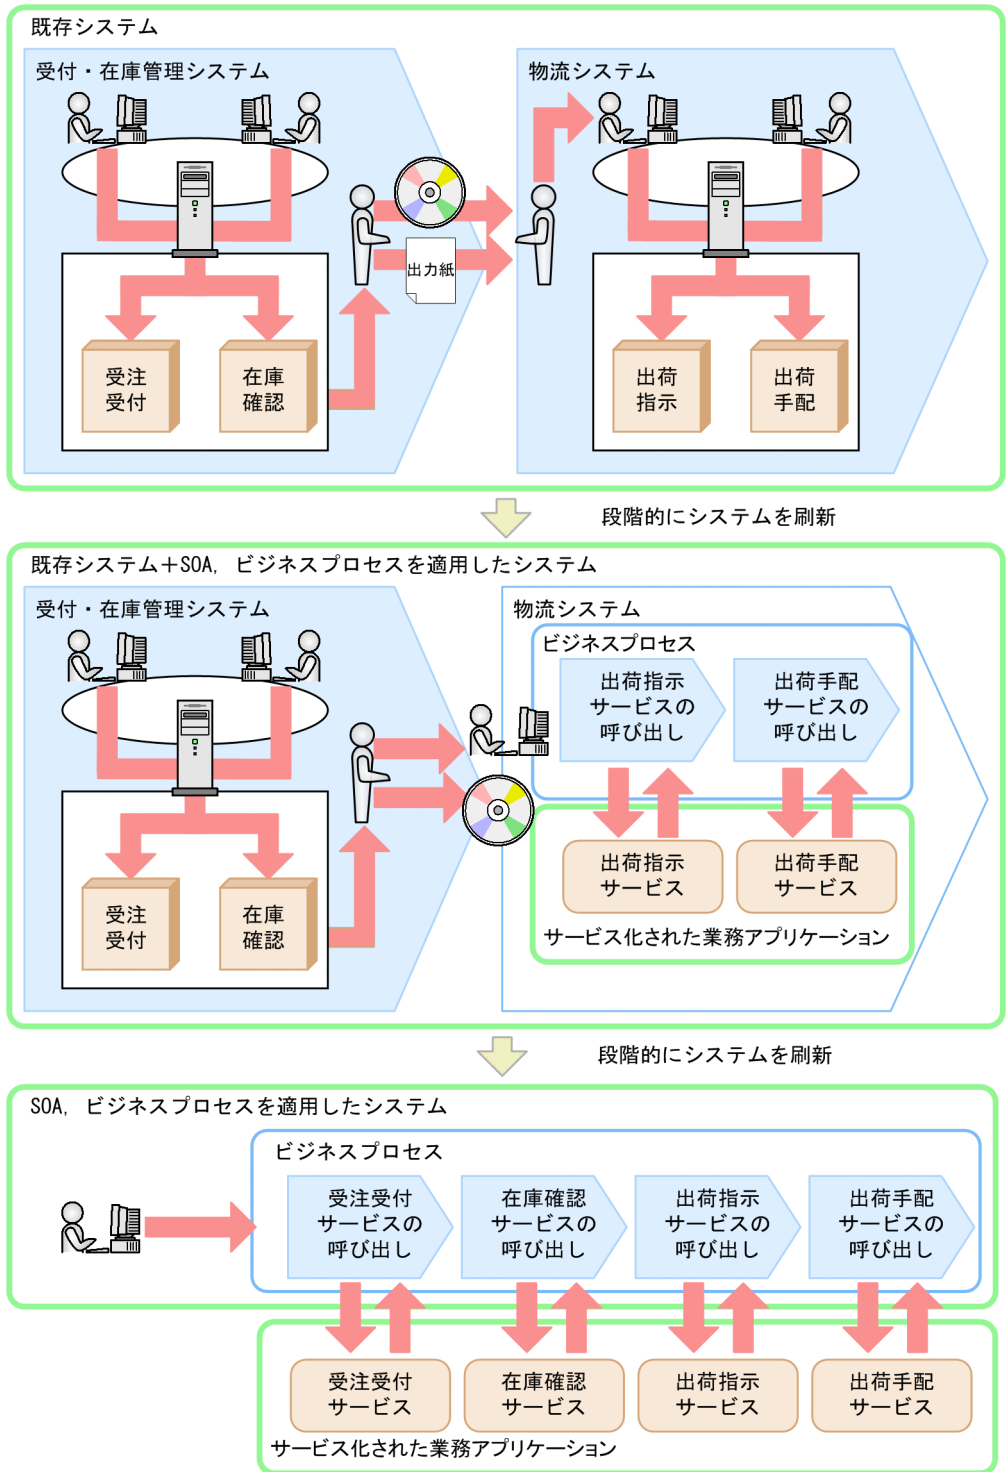 既存システム
受付・在庫管理システム
物流システム
出力紙
受注
受付
在庫
確認
出荷
指示
出荷
手配
段階的にシステムを刷新
既存システム＋SOA，ビジネスプロセスを適用したシステム
受付・在庫管理システム
物流システム
ビジネスプロセス
出荷指示
サービスの
呼び出し
出荷手配
サービスの
呼び出し
受注
受付
在庫
確認
出荷指示
サービス
出荷手配
サービス
サービス化された業務アプリケーション
段階的にシステムを刷新
SOA，ビジネスプロセスを適用したシステム
ビジネスプロセス
受注受付
サービスの
呼び出し
在庫確認
サービスの
呼び出し
出荷指示
サービスの
呼び出し
出荷手配
サービスの
呼び出し
受注受付
サービス
在庫確認
サービス
出荷指示
サービス
出荷手配
サービス
サービス化された業務アプリケーション